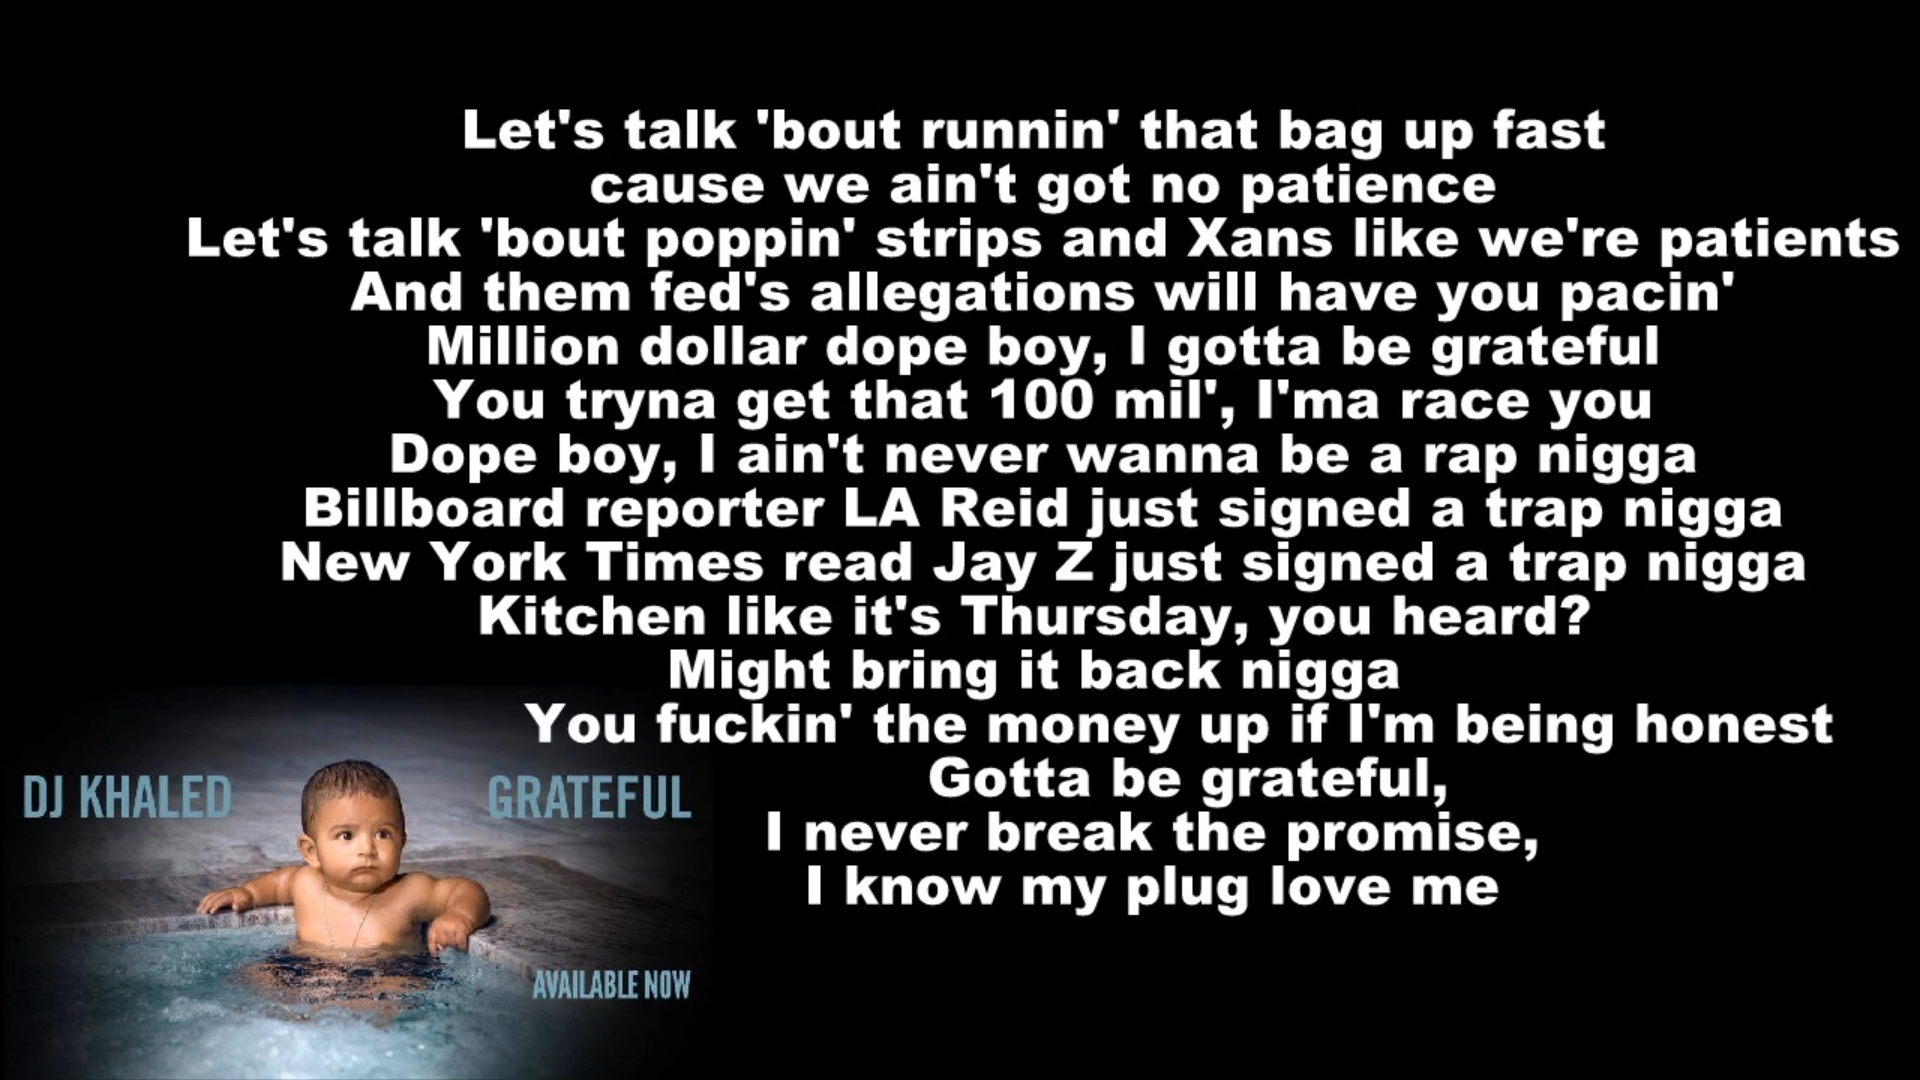 Let's talk 'bout runnin' that bag up fast
cause we ain't got no patience
Let's talk 'bout poppin' strips and Xans like we're patients
And them fed's allegations will have you pacin'
Million dollar dope boy, I gotta be grateful
You tryna get that 100 mil', I'ma race you
Dope boy, I ain't never wanna be a rap nigga
Billboard reporter LA Reid just signed a trap nigga
New York Times read Jay Z just signed a trap nigga
Kitchen like it's Thursday, you heard?
Might bring it back nigga
You fuckin' the money up if I'm being honest
Gotta be grateful,
I never break the promise,
I know my plug love me
DJ KHALED GRATEFUL
AVAILABLE NOW